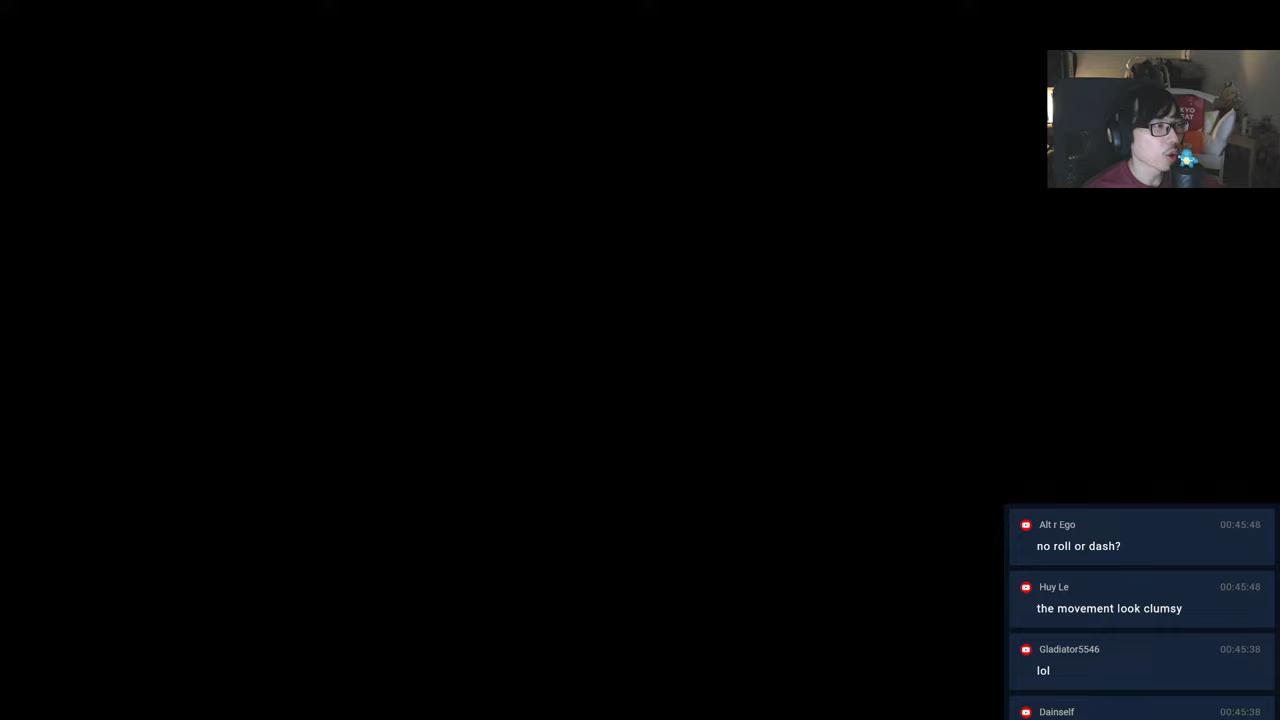 Alt r Ego 00:45:48
no roll or dash?
Huy Le 00:45:48
the movement look clumsy
Gladiator5546 00:45:38
lol
Dainself 00:45:38